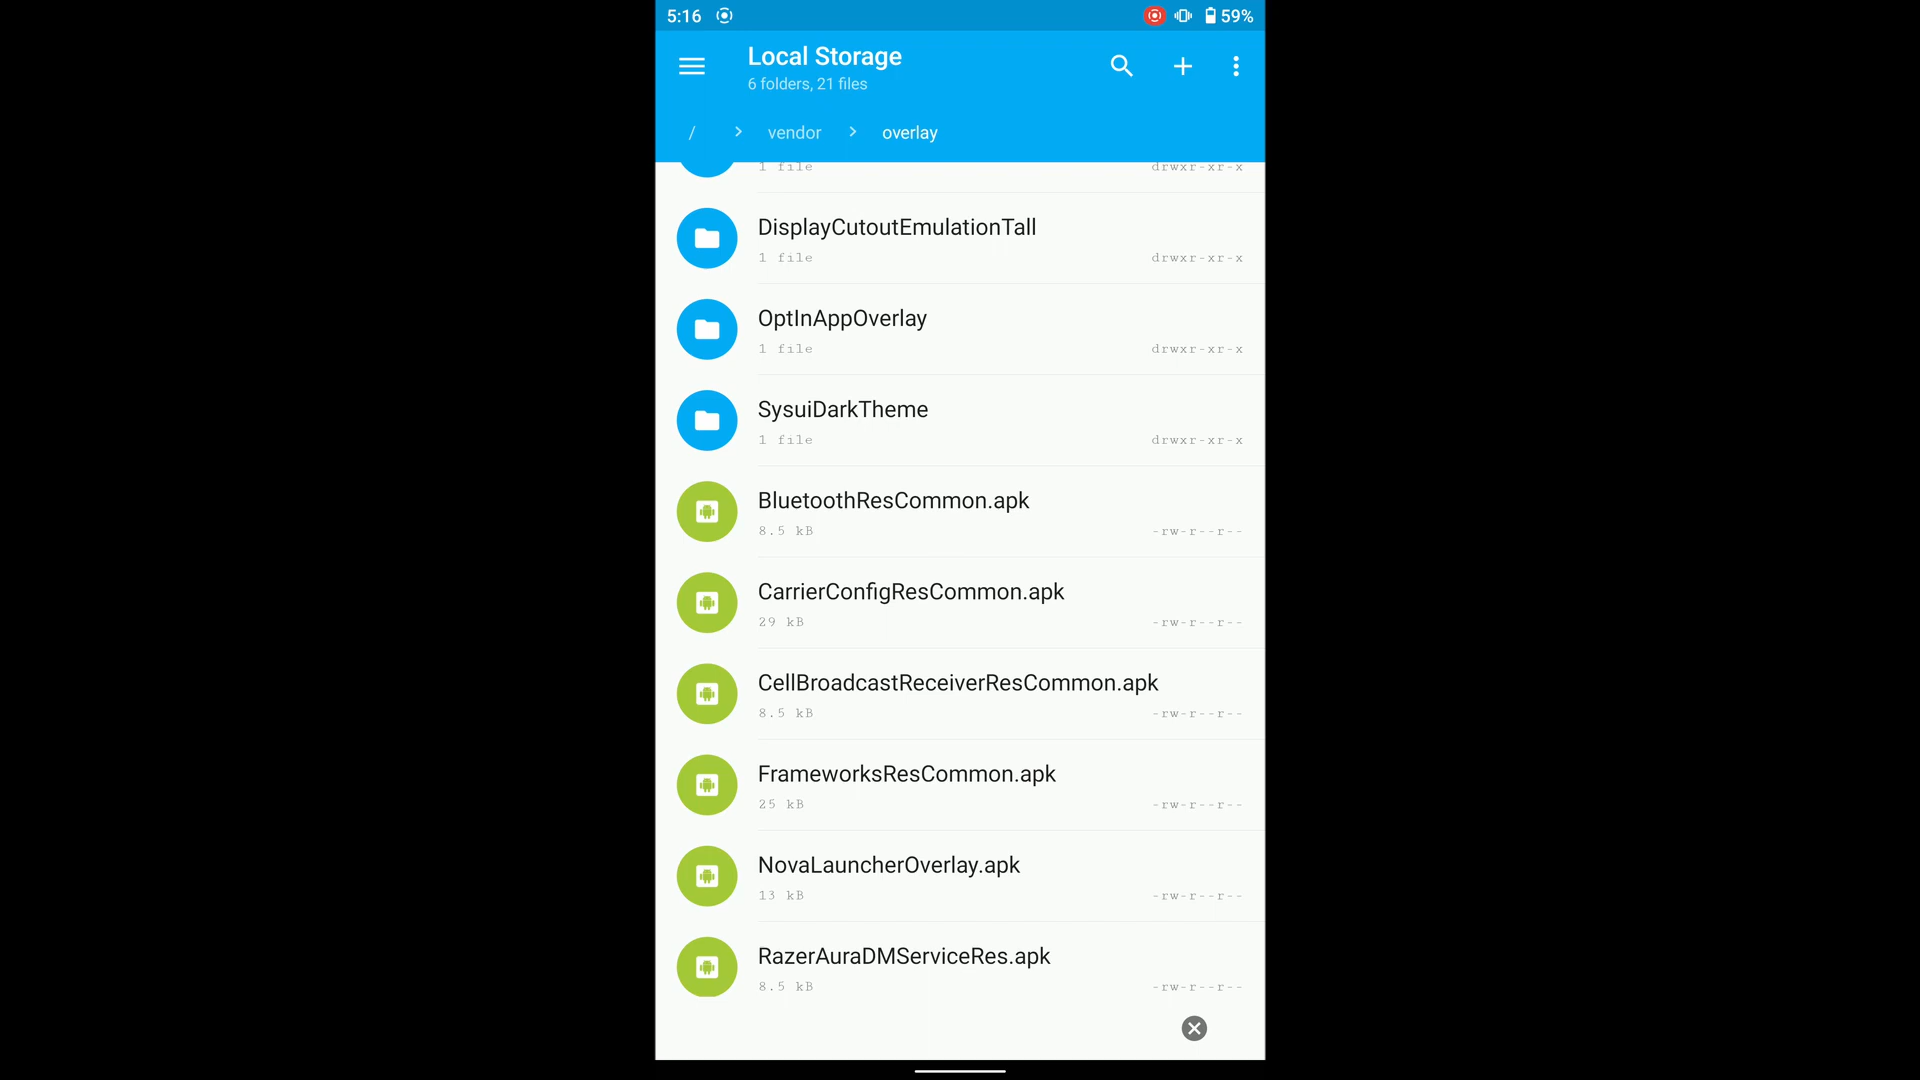 5:16
59%
Local Storage
6 folders, 21 files
/ > vendor > overlay
1 file drwxr-xr-x
DisplayCutoutEmulationTall
1 file drwxr-xr-x
OptInAppOverlay
1 file drwxr-xr-x
SysuiDarkTheme
1 file drwxr-xr-x
BluetoothResCommon.apk
8.5 kB -rw-r--r--
CarrierConfigResCommon.apk
29 kB -rw-r--r--
CellBroadcastReceiverResCommon.apk
8.5 kB -rw-r--r--
FrameworksResCommon.apk
25 kB -rw-r--r--
NovaLauncherOverlay.apk
13 kB -rw-r--r--
RazerAuraDMServiceRes.apk
8.5 kB -rw-r--r--